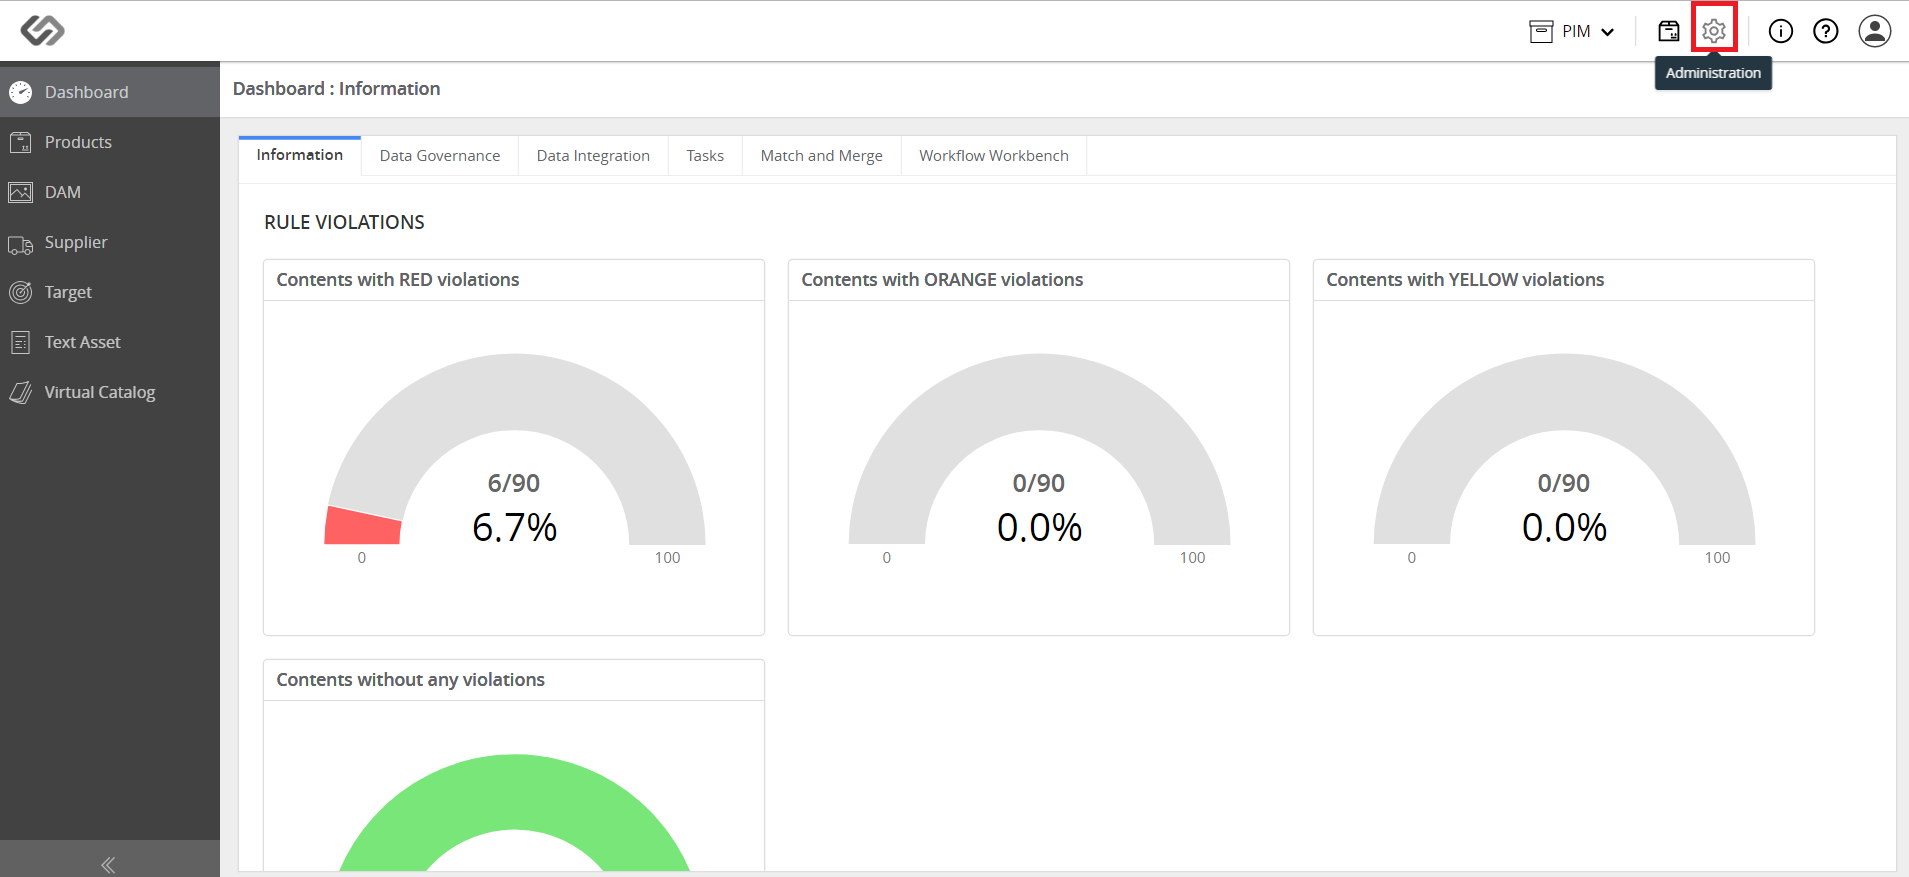 PIM
Administration
Dashboard
Products
DAM
Supplier
Target
Text Asset
Virtual Catalog
Dashboard : Information
Information
Data Governance
Data Integration
Tasks
Match and Merge
Workflow Workbench
RULE VIOLATIONS
Contents with RED violations
6/90
6.7%
0
100
Contents with ORANGE violations
0/90
0.0%
0
100
Contents with YELLOW violations
0/90
0.0%
0
100
Contents without any violations